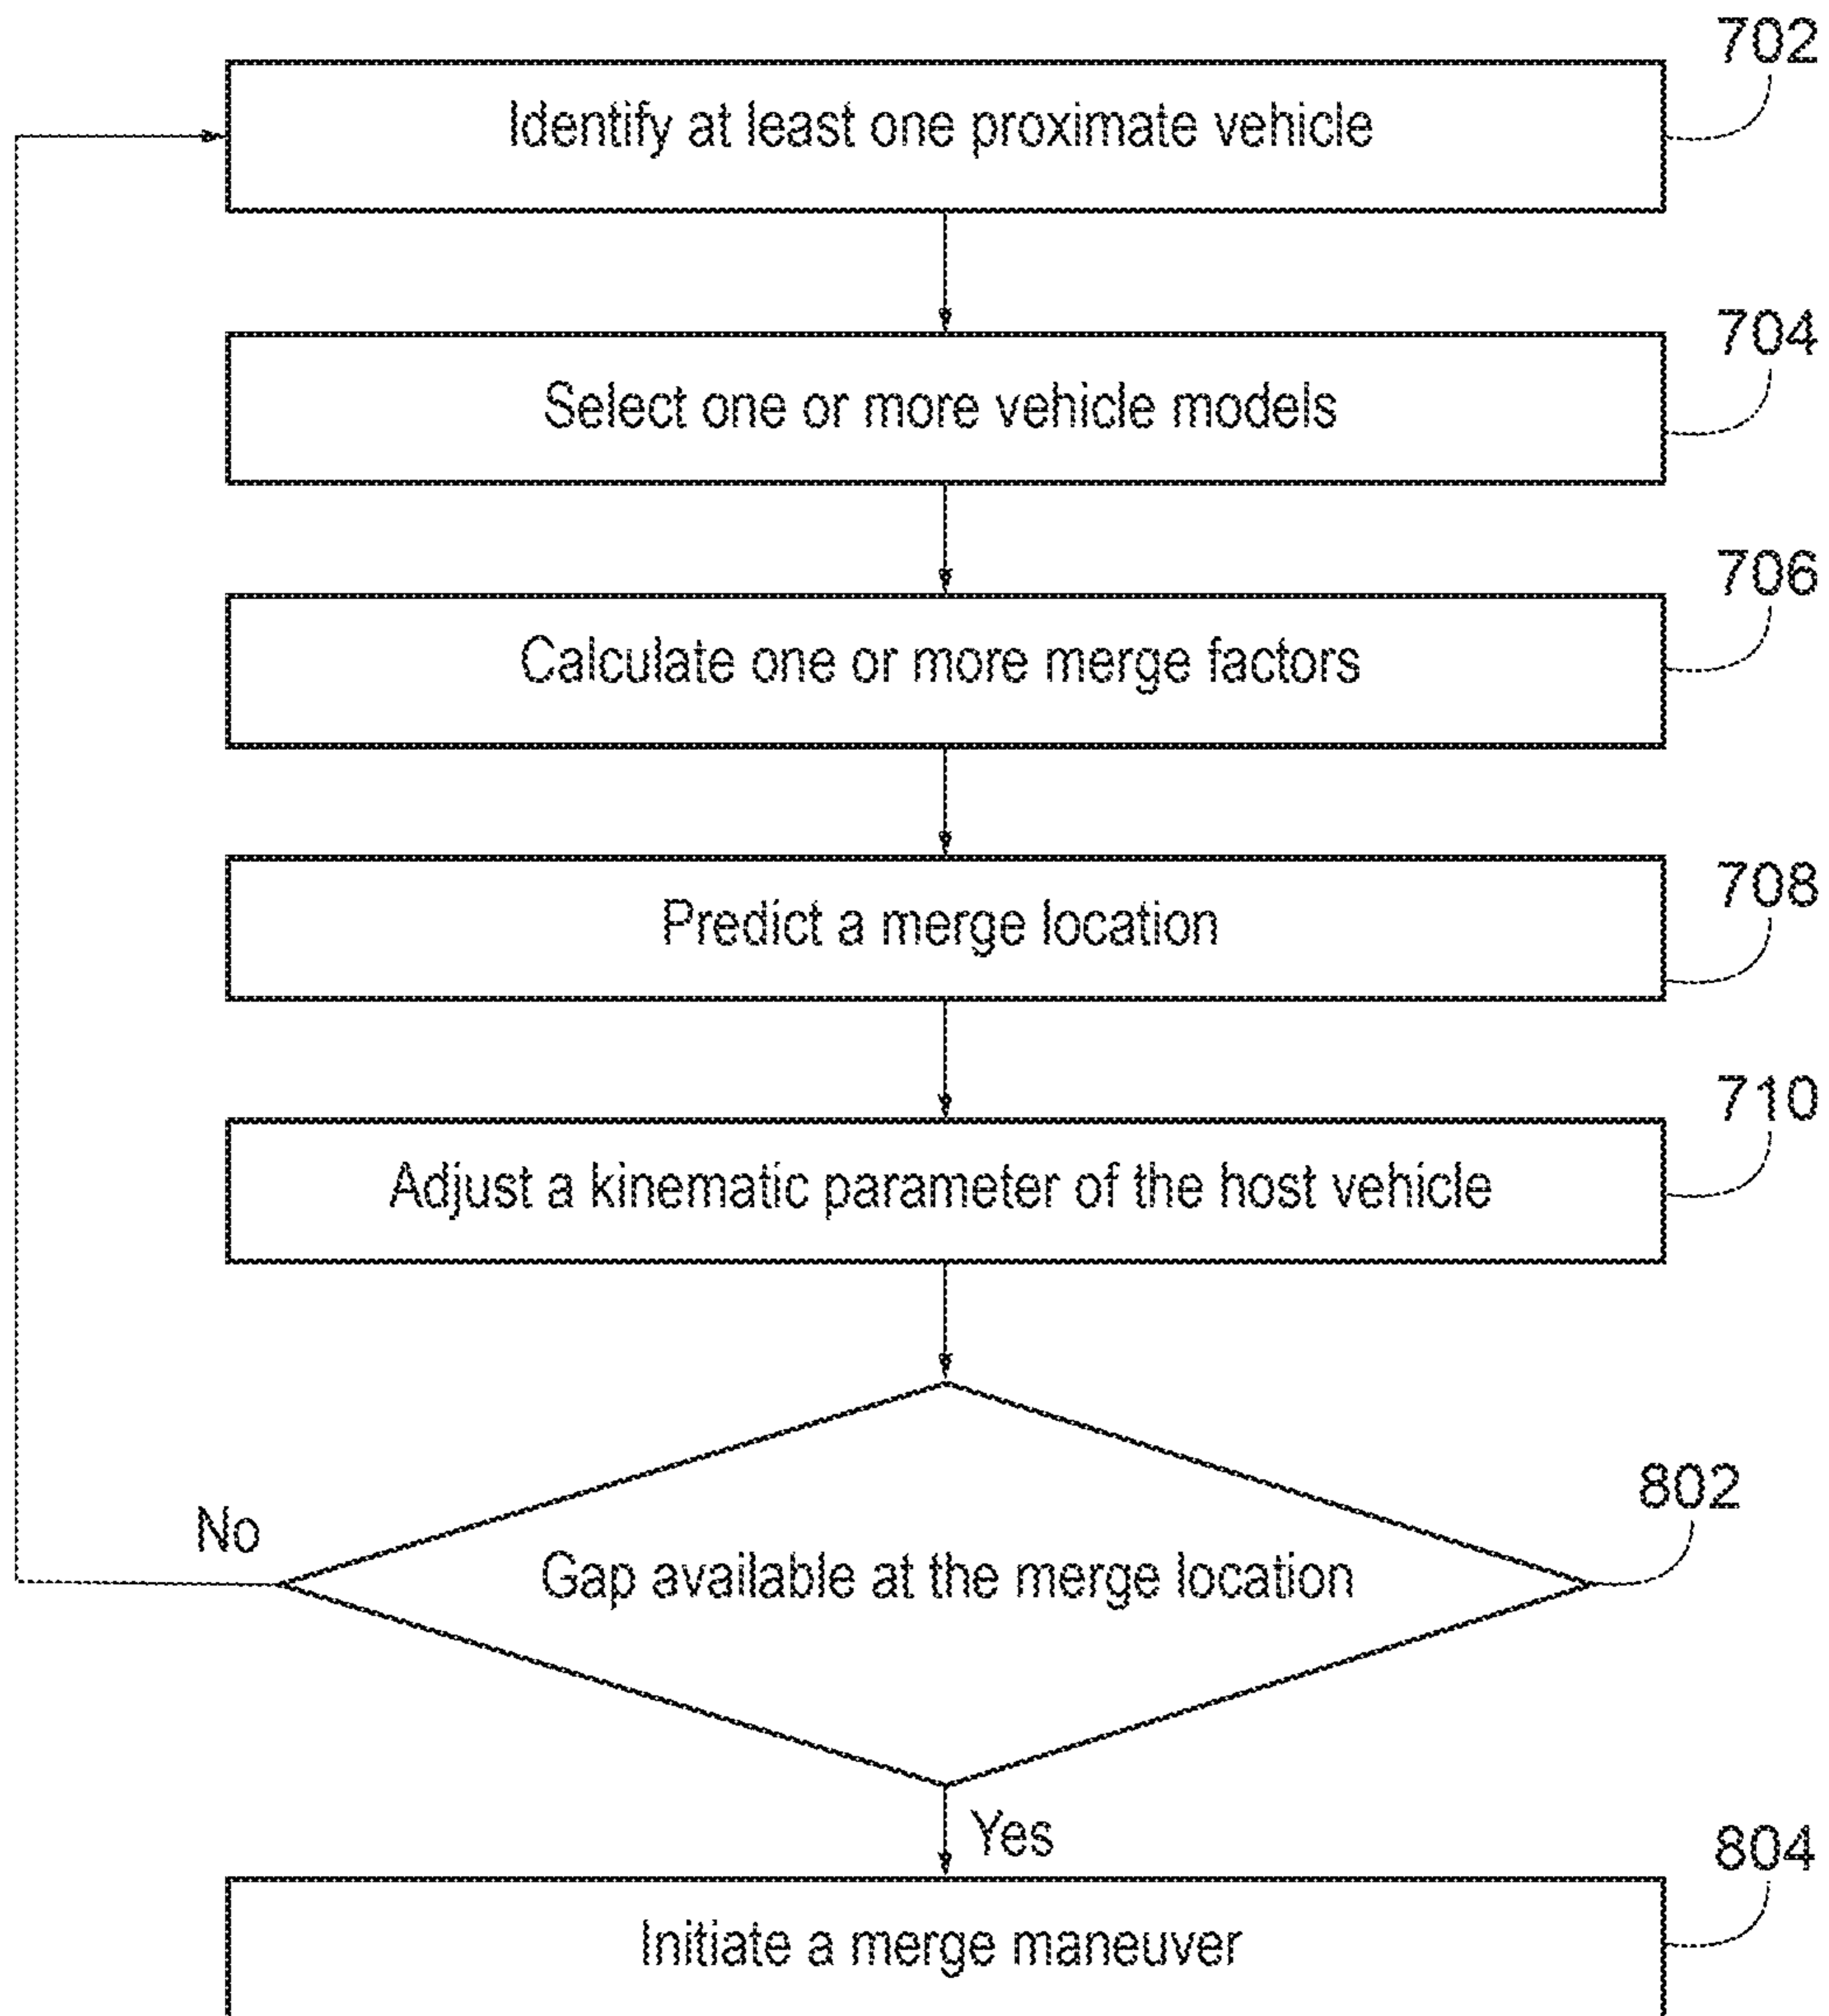 702
Identify at least one proximate vehicle
704
Select one or more vehicle models
706
Calculate one or more merge factors
708
Predict a merge location
710
Adjust a kinematic parameter of the host vehicle
802
No
Gap available at the merge location
Yes
804
Initiate a merge maneuver